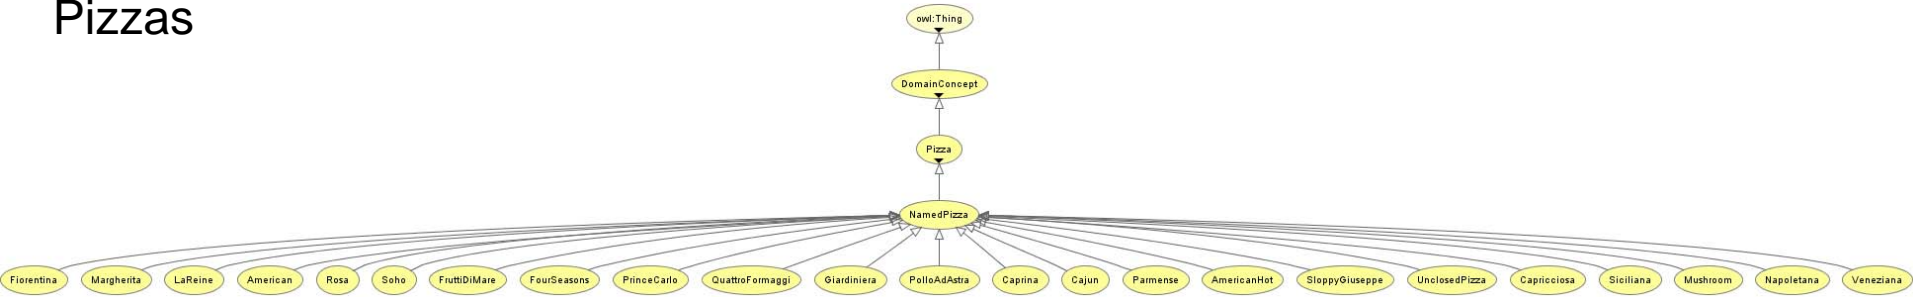 Pizzas
owl:Thing
DomainConcept
Pizza
NamedPizza
Fiorentina Margherita LaReine American Rosa Soho FruttiDiMare FourSeasons PrinceCarlo QuattroFormaggi Giardiniera PolloAdAstra Caprina Cajun Parmense AmericanHot SloppyGiuseppe UnclosedPizza Capricciosa Siciliana Mushroom Napoletana Veneziana